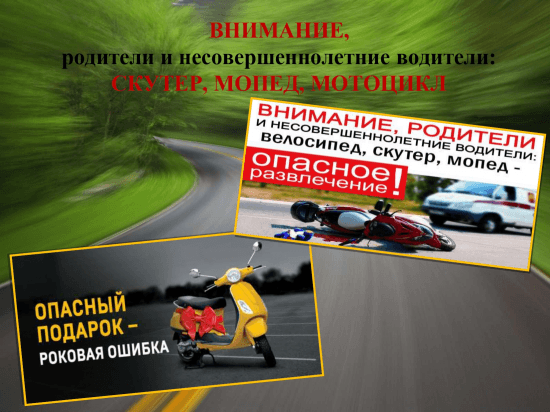 ВНИМАНИЕ,
родители и несовершеннолетние водители:
СКУТЕР, МОПЕД, МОТОЦИКЛ
ВНИМАНИЕ, РОДИТЕЛИ
И НЕСОВЕРШЕННОЛЕТНИЕ ВОДИТЕЛИ:
велосипед, скутер, мопед -
опасное
развлечение!
ОПАСНЫЙ
ПОДАРОК –
РОКОВАЯ ОШИБКА